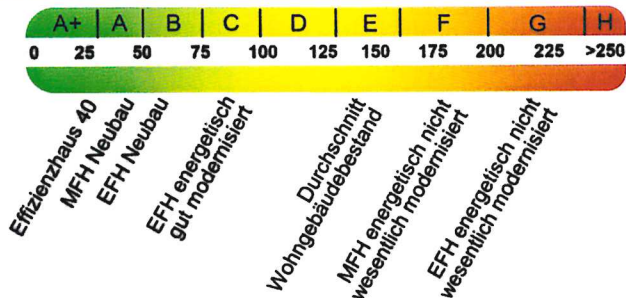 A+ A B C D E F G H
0 25 50 75 100 125 150 175 200 225 >250
Effizienzhaus 40
MFH Neubau
EFH Neubau
EFH energetisch
gut modernisiert
Durchschnitt
Wohngebäudebestand
MFH energetisch nicht
wesentlich modernisiert
EFH energetisch nicht
wesentlich modernisiert